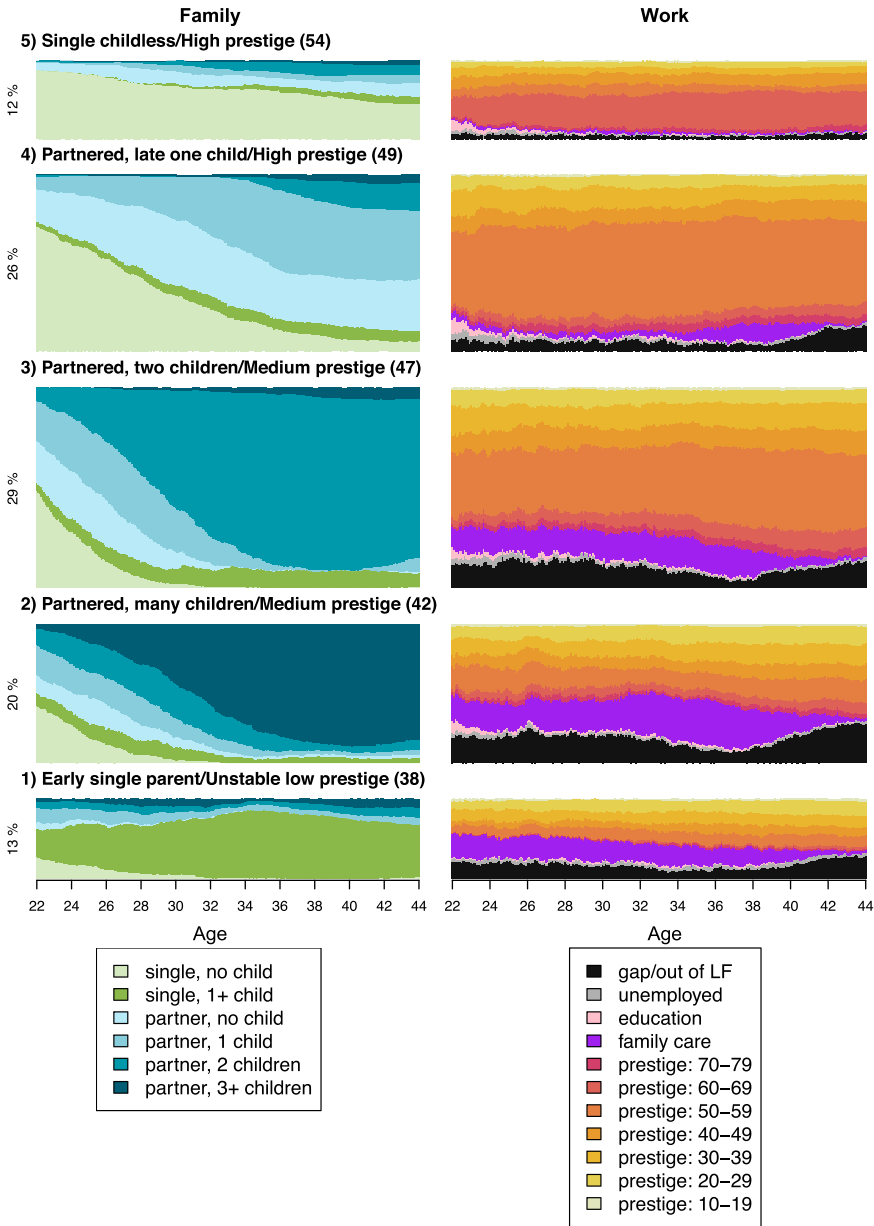 Family
Work
5) Single childless/High prestige (54)
12 %
4) Partnered, late one child/High prestige (49)
26 %
3) Partnered, two children/Medium prestige (47)
29 %
2) Partnered, many children/Medium prestige (42)
20 %
1) Early single parent/Unstable low prestige (38)
13 %
22 24 26 28 30 32 34 36 38 40 42 44
22 24 26 28 30 32 34 36 38 40 42 44
Age
Age
single, no child
single, 1+ child
partner, no child
partner, 1 child
partner, 2 children
partner, 3+ children
gap/out of LF
unemployed
education
family care
prestige: 70–79
prestige: 60–69
prestige: 50–59
prestige: 40–49
prestige: 30–39
prestige: 20–29
prestige: 10–19